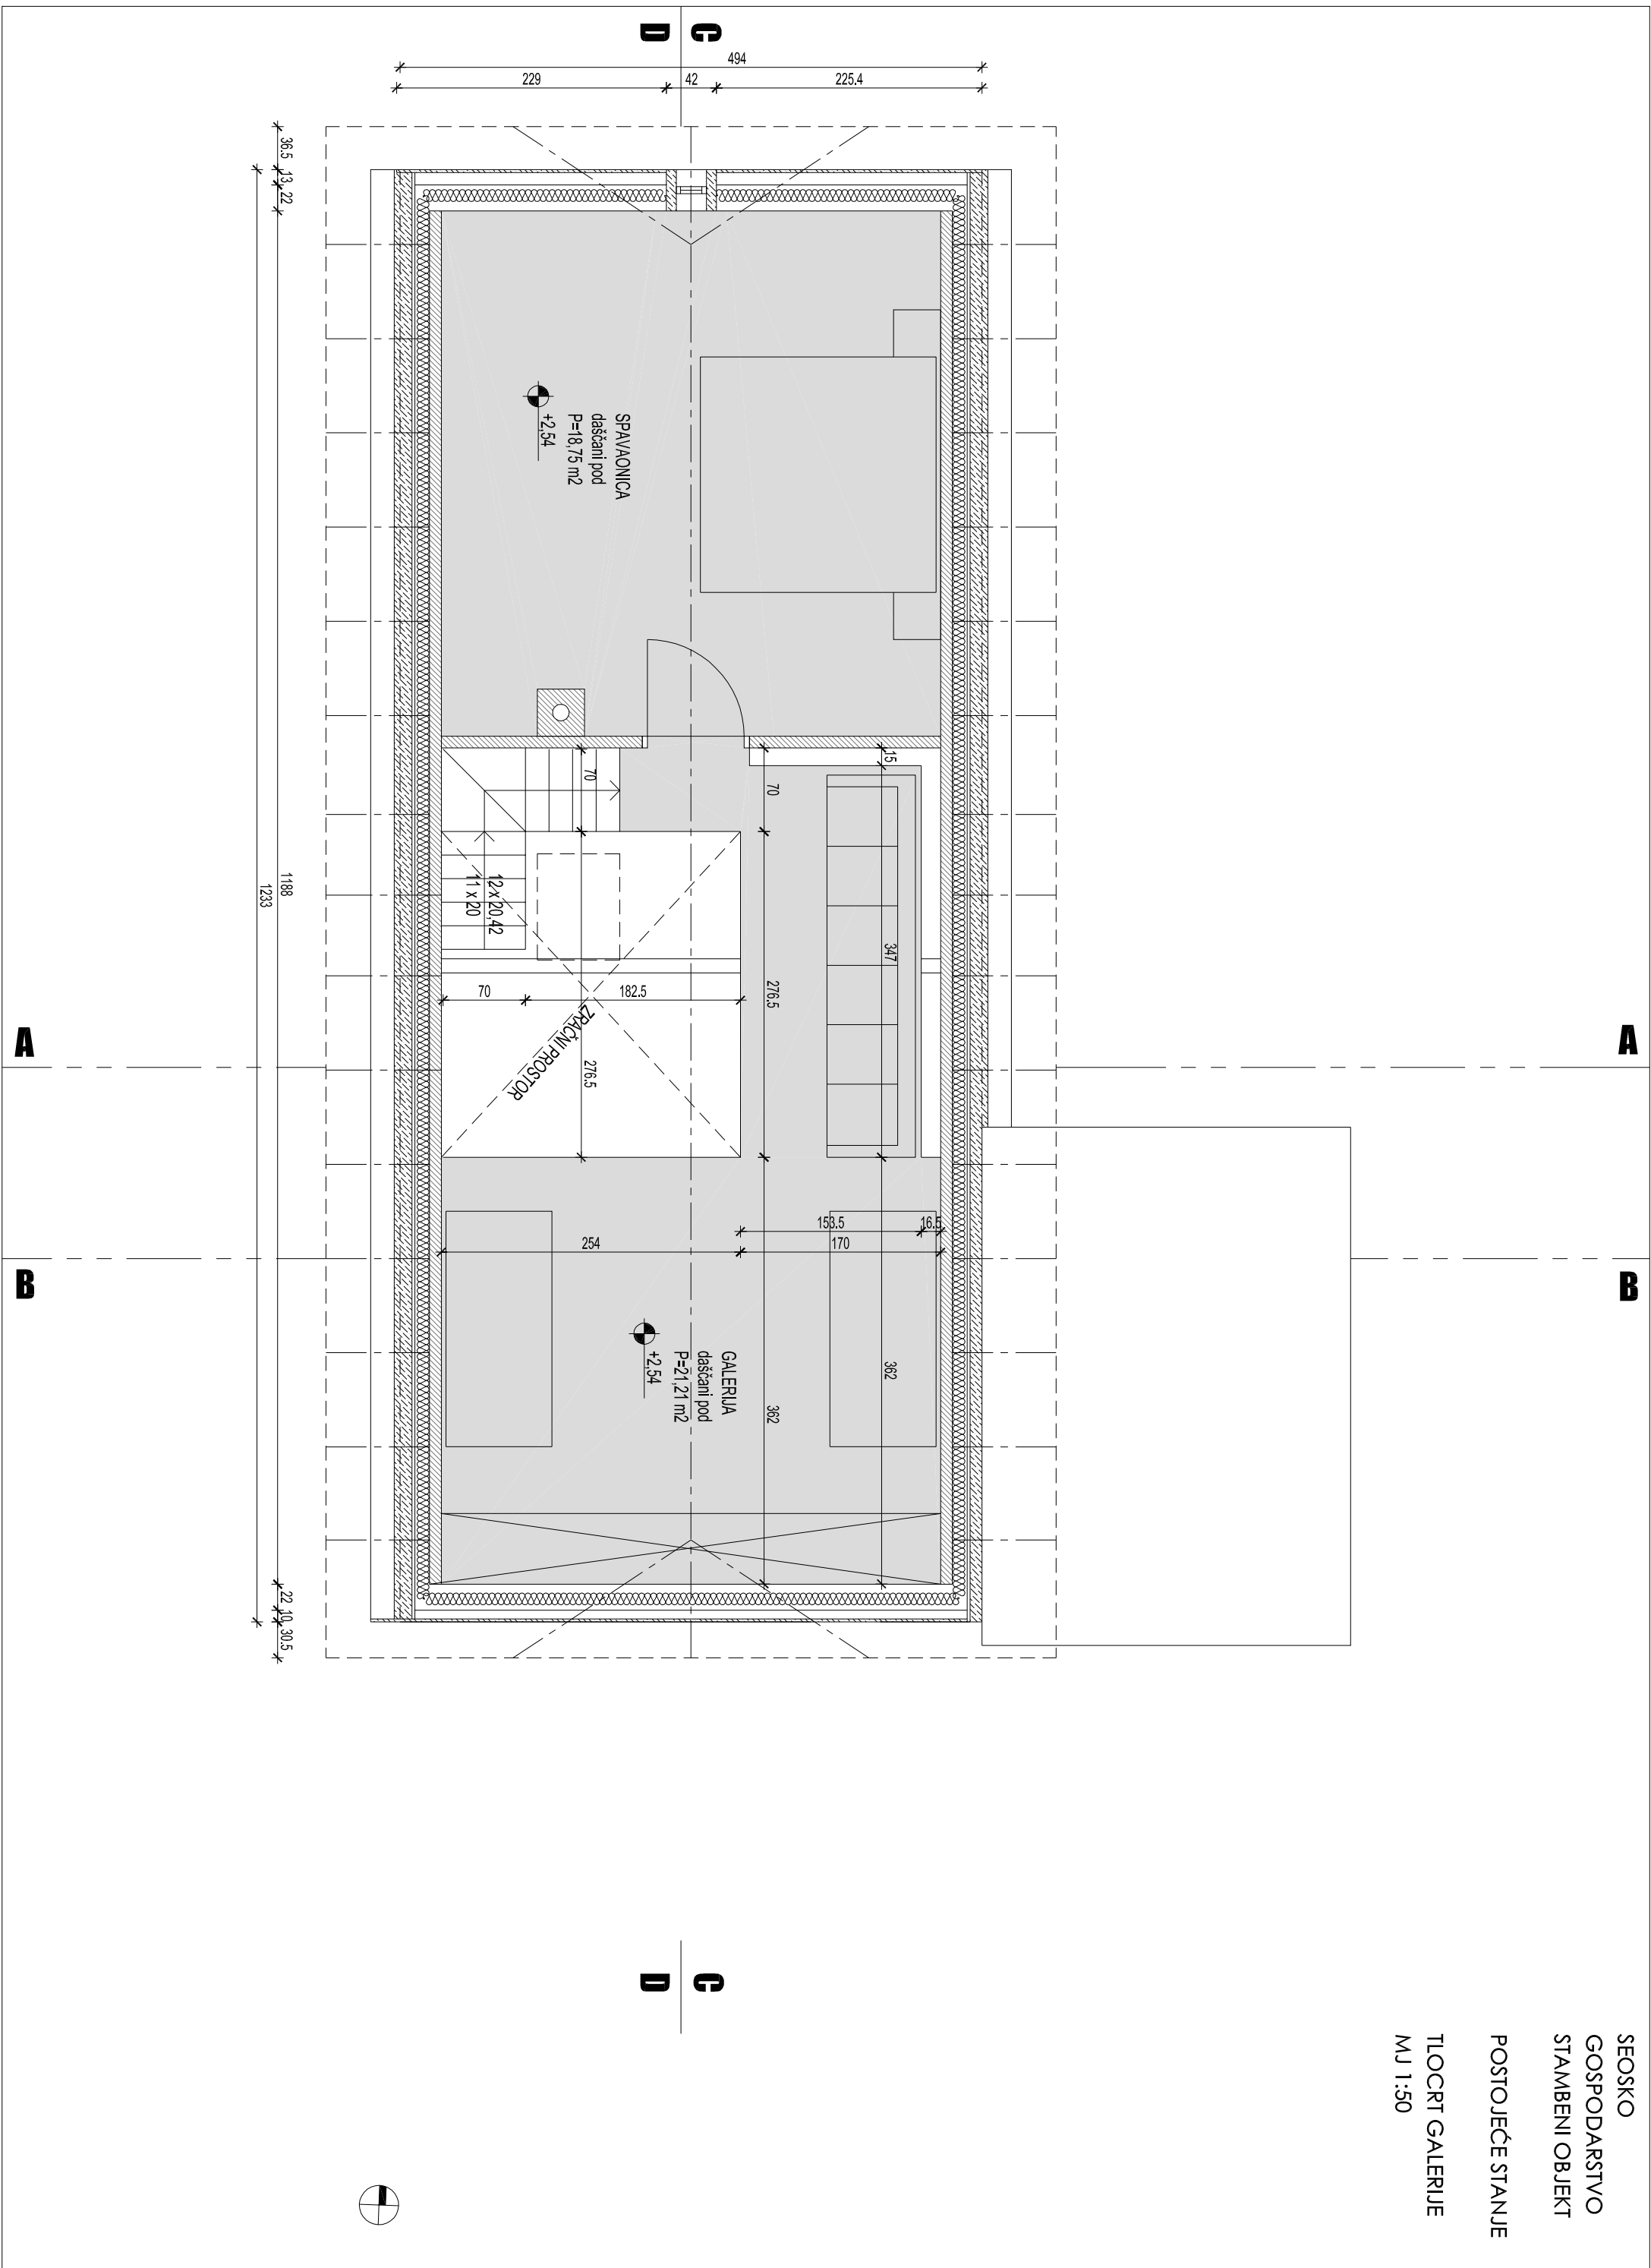 SEOSKO
GOSPODARSTVO
STAMBENI OBJEKT
POSTOJEĆE STANJE
TLOCRT GALERIJE
MJ 1:50
D
C
494
229
42
225.4
36.5
13
22
1188
1233
22
10
30.5
SPAVAONICA
daščani pod
P=18,75 m2
+2,54
15
70
70
347
12 x 20,42
11 x 20
276.5
70
182.5
ZRAČNI PROSTOR
276.5
A
A
153.5
16.5
254
170
B
B
GALERIJA
daščani pod
P=21,21 m2
+2,54
362
362
D
C